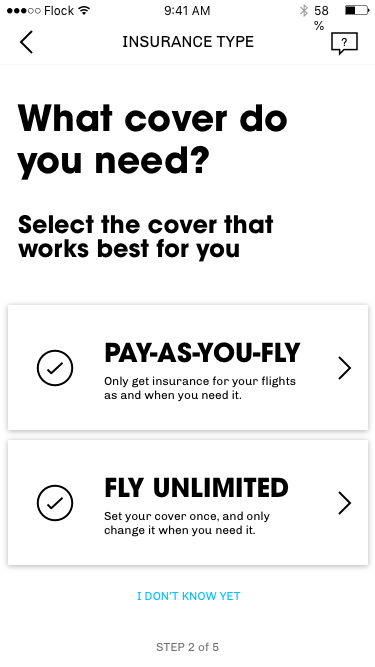 Flock 9:41 AM 58
%
INSURANCE TYPE ?
What cover do
you need?
Select the cover that
works best for you
PAY-AS-YOU-FLY
Only get insurance for your flights
as and when you need it.
FLY UNLIMITED
Set your cover once, and only
change it when you need it.
I DON'T KNOW YET
STEP 2 of 5